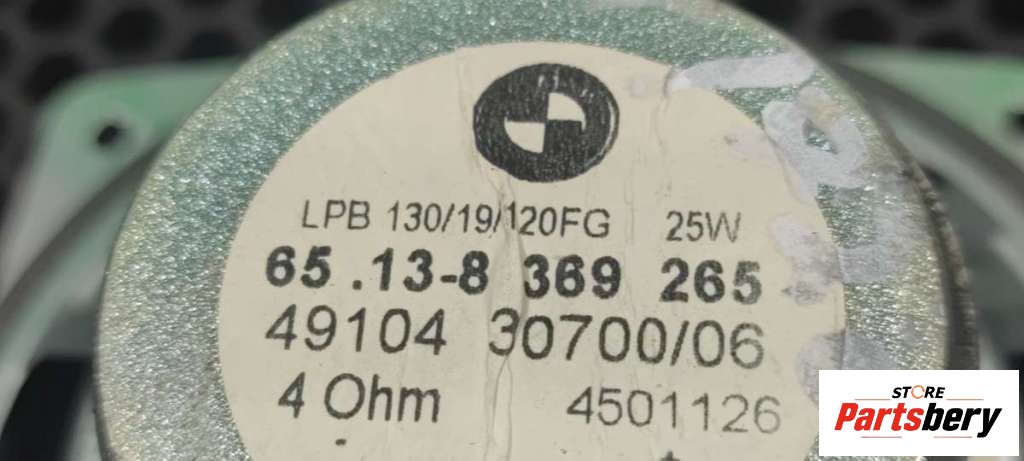 LPB 130/19/120FG 25W
65.13-8 369 265
49104 30700/06
4 Ohm 4501126
STORE
Partsbery